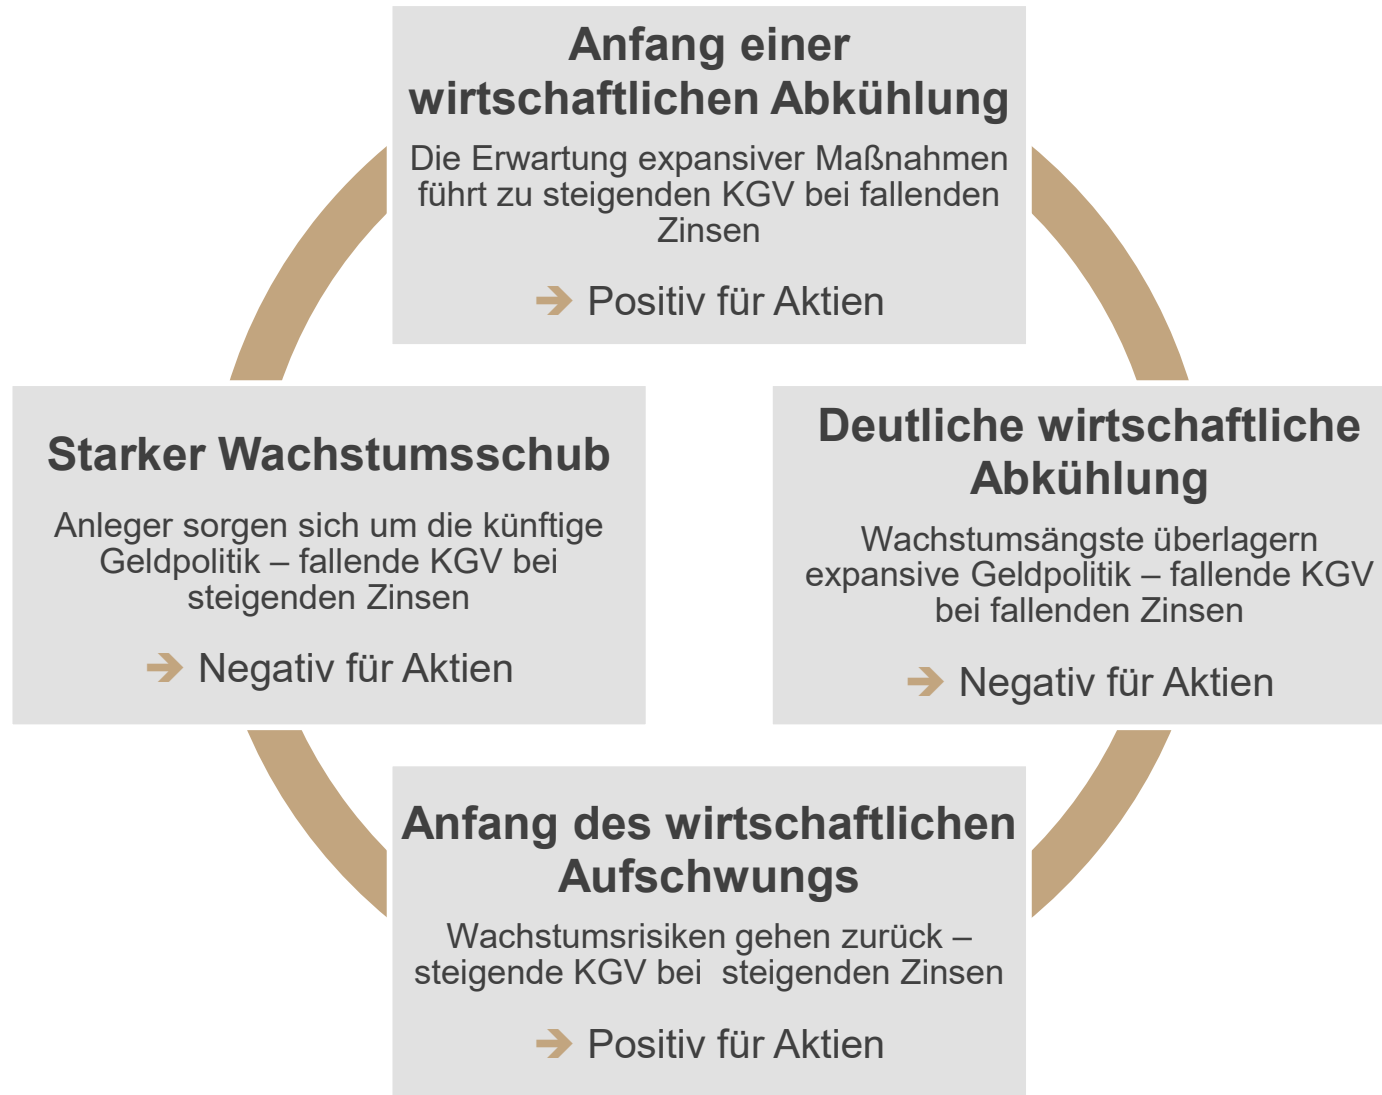 Anfang einer
wirtschaftlichen Abkühlung
Die Erwartung expansiver Maßnahmen
führt zu steigenden KGV bei fallenden
Zinsen
➔ Positiv für Aktien
Starker Wachstumsschub
Anleger sorgen sich um die künftige
Geldpolitik – fallende KGV bei
steigenden Zinsen
➔ Negativ für Aktien
Deutliche wirtschaftliche
Abkühlung
Wachstumsängste überlagern
expansive Geldpolitik – fallende KGV
bei fallenden Zinsen
➔ Negativ für Aktien
Anfang des wirtschaftlichen
Aufschwungs
Wachstumsrisiken gehen zurück –
steigende KGV bei  steigenden Zinsen
➔ Positiv für Aktien